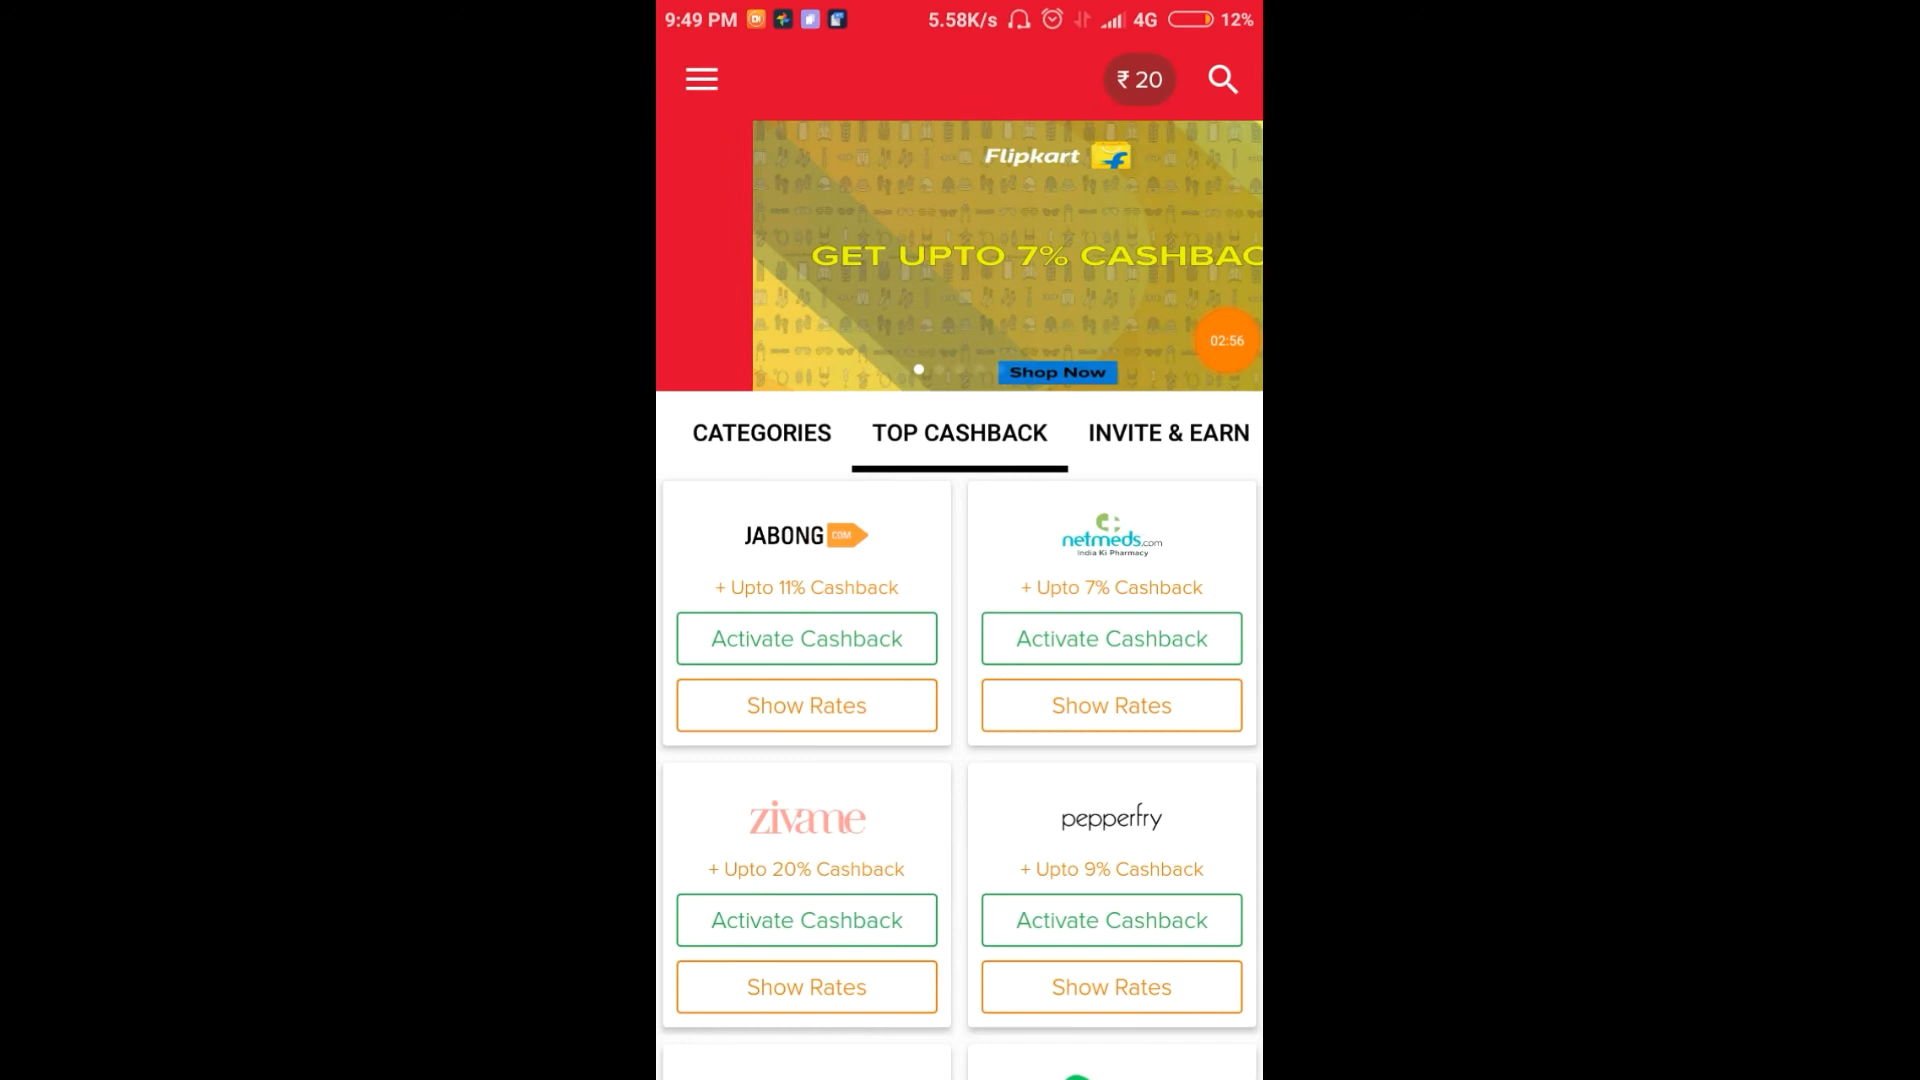 9:49 PM 5.58K/s 4G 12%
₹ 20
Flipkart
GET UPTO 7% CASHBAC
02:56
Shop Now
CATEGORIES TOP CASHBACK INVITE & EARN
JABONG COM
+ Upto 11% Cashback
Activate Cashback
Show Rates
netmeds.com
India Ki Pharmacy
+ Upto 7% Cashback
Activate Cashback
Show Rates
zivame
+ Upto 20% Cashback
Activate Cashback
Show Rates
pepperfry
+ Upto 9% Cashback
Activate Cashback
Show Rates